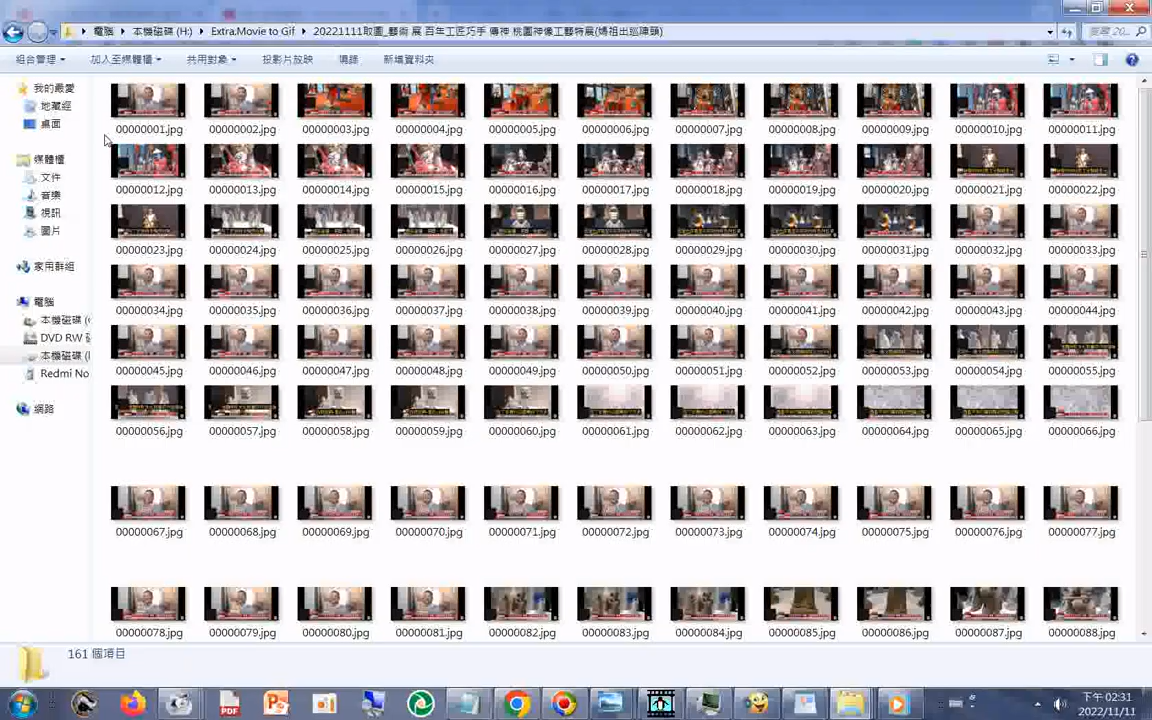 電腦 ▸ 本機磁碟 (H:) ▸ Extra.Movie to Gif ▸ 20221111取圖_藝術 展 百年工匠巧手 傳神 桃園神像工藝特展(媽祖出巡陣頭)
組合管理 加入至媒體櫃 共用對象 投影片放映 燒錄 新增資料夾
我的最愛
地藏經
桌面
媒體櫃
文件
音樂
視訊
圖片
家用群組
電腦
本機磁碟 (
DVD RW
本機磁碟 (
Redmi No
網路
00000001.jpg 00000002.jpg 00000003.jpg 00000004.jpg 00000005.jpg 00000006.jpg 00000007.jpg 00000008.jpg 00000009.jpg 00000010.jpg 00000011.jpg
00000012.jpg 00000013.jpg 00000014.jpg 00000015.jpg 00000016.jpg 00000017.jpg 00000018.jpg 00000019.jpg 00000020.jpg 00000021.jpg 00000022.jpg
00000023.jpg 00000024.jpg 00000025.jpg 00000026.jpg 00000027.jpg 00000028.jpg 00000029.jpg 00000030.jpg 00000031.jpg 00000032.jpg 00000033.jpg
00000034.jpg 00000035.jpg 00000036.jpg 00000037.jpg 00000038.jpg 00000039.jpg 00000040.jpg 00000041.jpg 00000042.jpg 00000043.jpg 00000044.jpg
00000045.jpg 00000046.jpg 00000047.jpg 00000048.jpg 00000049.jpg 00000050.jpg 00000051.jpg 00000052.jpg 00000053.jpg 00000054.jpg 00000055.jpg
00000056.jpg 00000057.jpg 00000058.jpg 00000059.jpg 00000060.jpg 00000061.jpg 00000062.jpg 00000063.jpg 00000064.jpg 00000065.jpg 00000066.jpg
00000067.jpg 00000068.jpg 00000069.jpg 00000070.jpg 00000071.jpg 00000072.jpg 00000073.jpg 00000074.jpg 00000075.jpg 00000076.jpg 00000077.jpg
00000078.jpg 00000079.jpg 00000080.jpg 00000081.jpg 00000082.jpg 00000083.jpg 00000084.jpg 00000085.jpg 00000086.jpg 00000087.jpg 00000088.jpg
161 個項目
PDF
下午 02:31
2022/11/11